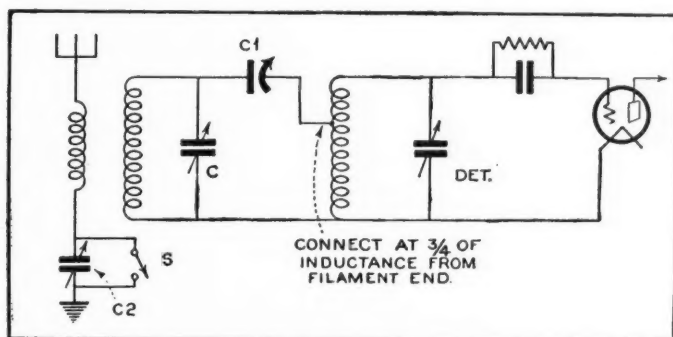 C1
C
DET.
S
C2
CONNECT AT 3/4 OF
INDUCTANCE FROM
FILAMENT END.